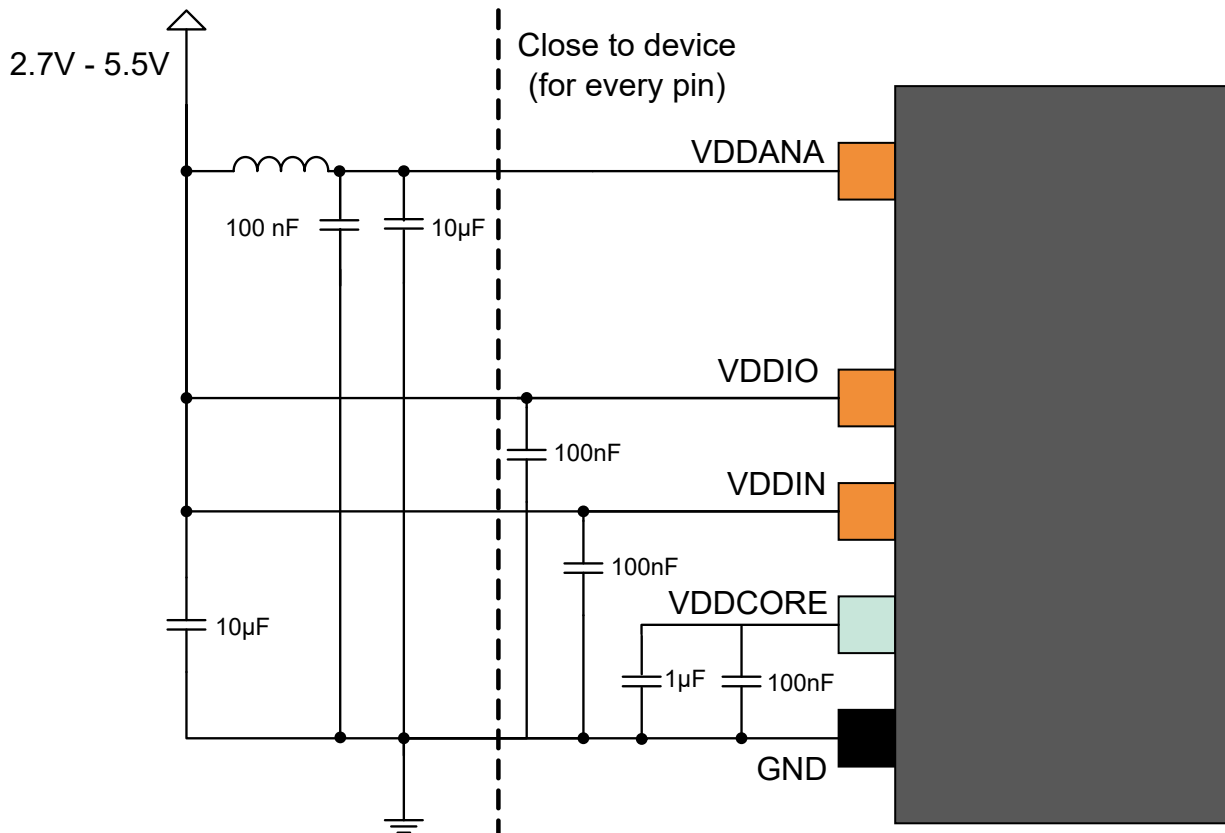 2.7V - 5.5V
Close to device
(for every pin)
VDDANA
100 nF
10µF
VDDIO
100nF
VDDIN
100nF
VDDCORE
10µF
1µF
100nF
GND